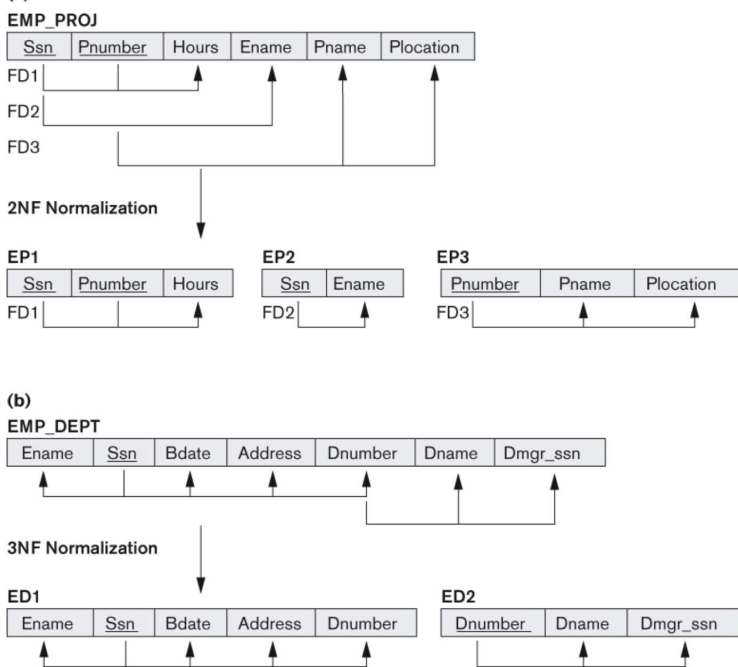 EMP_PROJ
Ssn Pnumber Hours Ename Pname Plocation
FD1
FD2
FD3
2NF Normalization
EP1 EP2 EP3
Ssn Pnumber Hours Ssn Ename Pnumber Pname Plocation
FD1 FD2 FD3
(b)
EMP_DEPT
Ename Ssn Bdate Address Dnumber Dname Dmgr_ssn
3NF Normalization
ED1 ED2
Ename Ssn Bdate Address Dnumber Dnumber Dname Dmgr_ssn